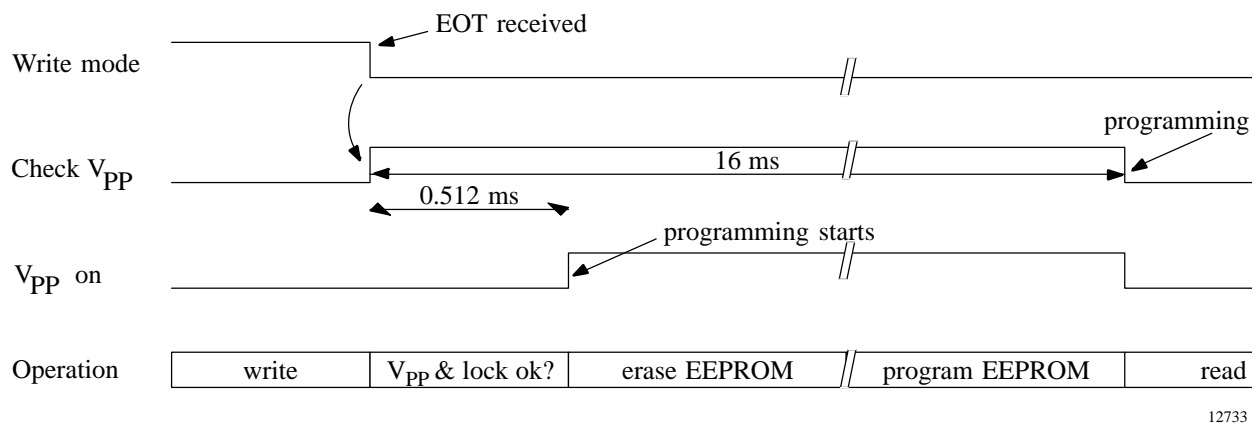 EOT received
Write mode
programming
Check VPP
16 ms
0.512 ms
programming starts
VPP on
Operation
write
VPP & lock ok?
erase EEPROM
program EEPROM
read
12733